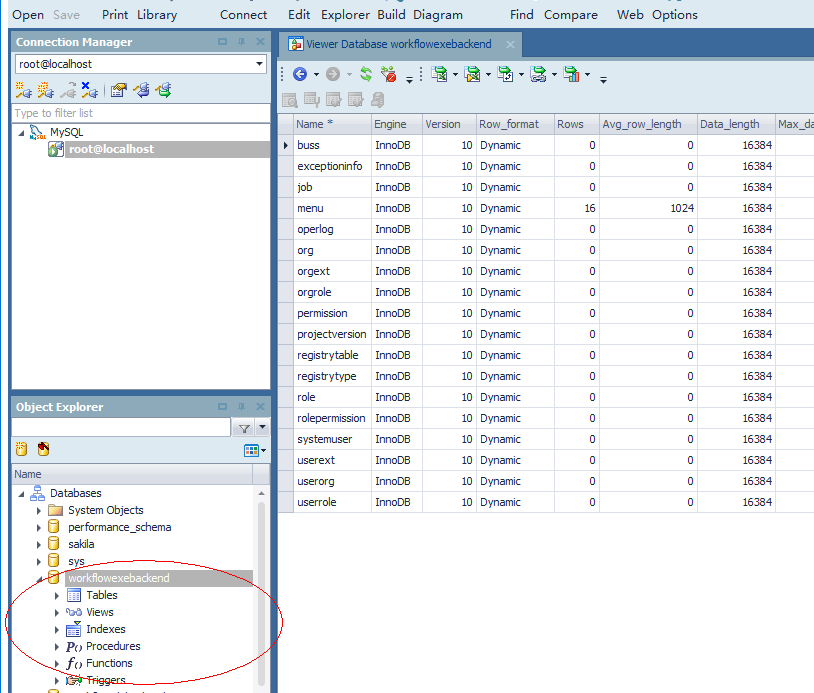 Open Save Print Library Connect Edit Explorer Build Diagram Find Compare Web Options
Connection Manager
root@localhost
Type to filter list
MySQL
root@localhost
Object Explorer
Name
Databases
System Objects
performance_schema
sakila
sys
workflowexebackend
Tables
Views
Indexes
Procedures
Functions
Triggers
Viewer Database workflowexebackend
Name * Engine Version Row_format Rows Avg_row_length Data_length Max_da
buss InnoDB 10 Dynamic 0 0 16384
exceptioninfo InnoDB 10 Dynamic 0 0 16384
job InnoDB 10 Dynamic 0 0 16384
menu InnoDB 10 Dynamic 16 1024 16384
operlog InnoDB 10 Dynamic 0 0 16384
org InnoDB 10 Dynamic 0 0 16384
orgext InnoDB 10 Dynamic 0 0 16384
orgrole InnoDB 10 Dynamic 0 0 16384
permission InnoDB 10 Dynamic 0 0 16384
projectversion InnoDB 10 Dynamic 0 0 16384
registrytable InnoDB 10 Dynamic 0 0 16384
registrytype InnoDB 10 Dynamic 0 0 16384
role InnoDB 10 Dynamic 0 0 16384
rolepermission InnoDB 10 Dynamic 0 0 16384
systemuser InnoDB 10 Dynamic 0 0 16384
userext InnoDB 10 Dynamic 0 0 16384
userorg InnoDB 10 Dynamic 0 0 16384
userrole InnoDB 10 Dynamic 0 0 16384